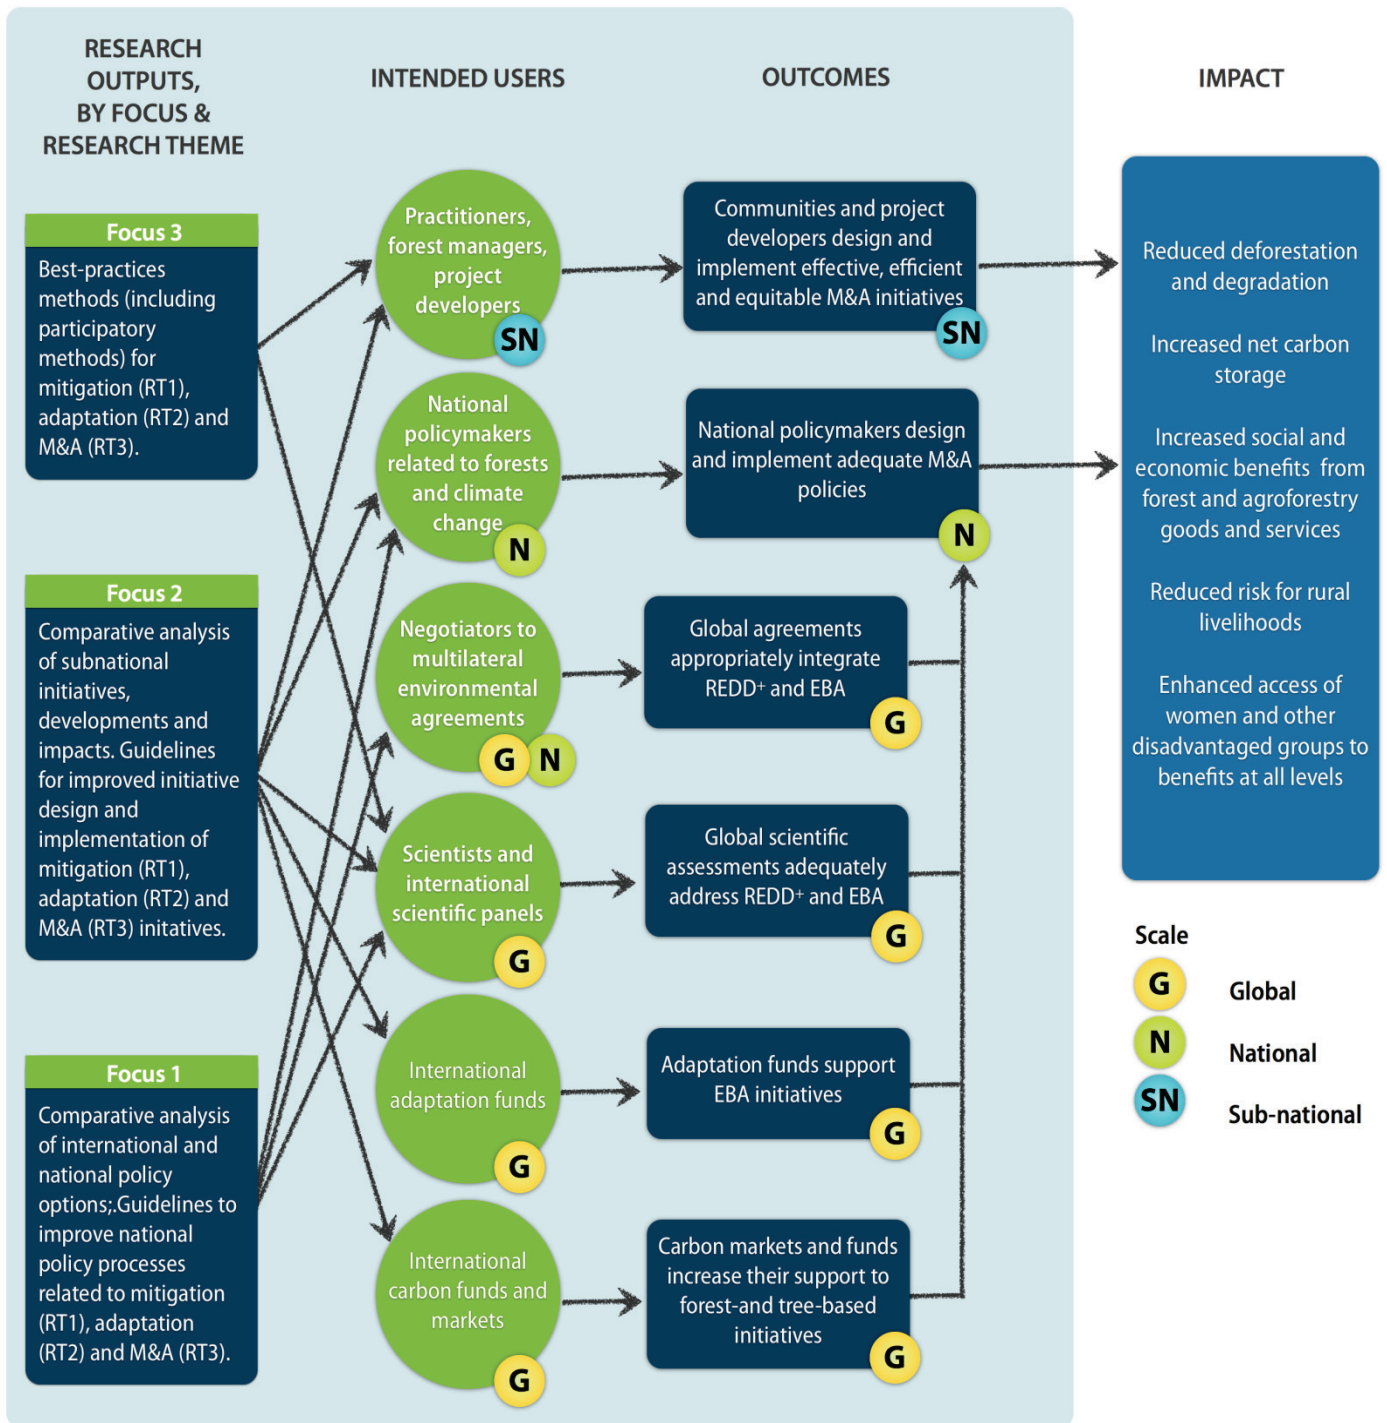 RESEARCH
OUTPUTS,
BY FOCUS &
RESEARCH THEME
INTENDED USERS
OUTCOMES
IMPACT
Focus 3
Best-practices
methods (including
participatory
methods) for
mitigation (RT1),
adaptation (RT2) and
M&A (RT3).
Focus 2
Comparative analysis
of subnational
initiatives,
developments and
impacts. Guidelines
for improved initiative
design and
implementation of
mitigation (RT1),
adaptation (RT2) and
M&A (RT3) initatives.
Focus 1
Comparative analysis
of international and
national policy
options;.Guidelines to
improve national
policy processes
related to mitigation
(RT1), adaptation
(RT2) and M&A (RT3).
Practitioners,
forest managers,
project
developers
SN
National
policymakers
related to forests
and climate
change
N
Negotiators to
multilateral
environmental
agreements
G N
Scientists and
international
scientific panels
G
International
adaptation funds
G
International
carbon funds and
markets
G
Communities and project
developers design and
implement effective, efficient
and equitable M&A initiatives
SN
National policymakers design
and implement adequate M&A
policies
N
Global agreements
appropriately integrate
REDD+ and EBA
G
Global scientific
assessments adequately
address REDD+ and EBA
G
Adaptation funds support
EBA initiatives
G
Carbon markets and funds
increase their support to
forest-and tree-based
initiatives
G
Reduced deforestation
and degradation
Increased net carbon
storage
Increased social and
economic benefits from
forest and agroforestry
goods and services
Reduced risk for rural
livelihoods
Enhanced access of
women and other
disadvantaged groups to
benefits at all levels
Scale
G Global
N National
SN Sub-national